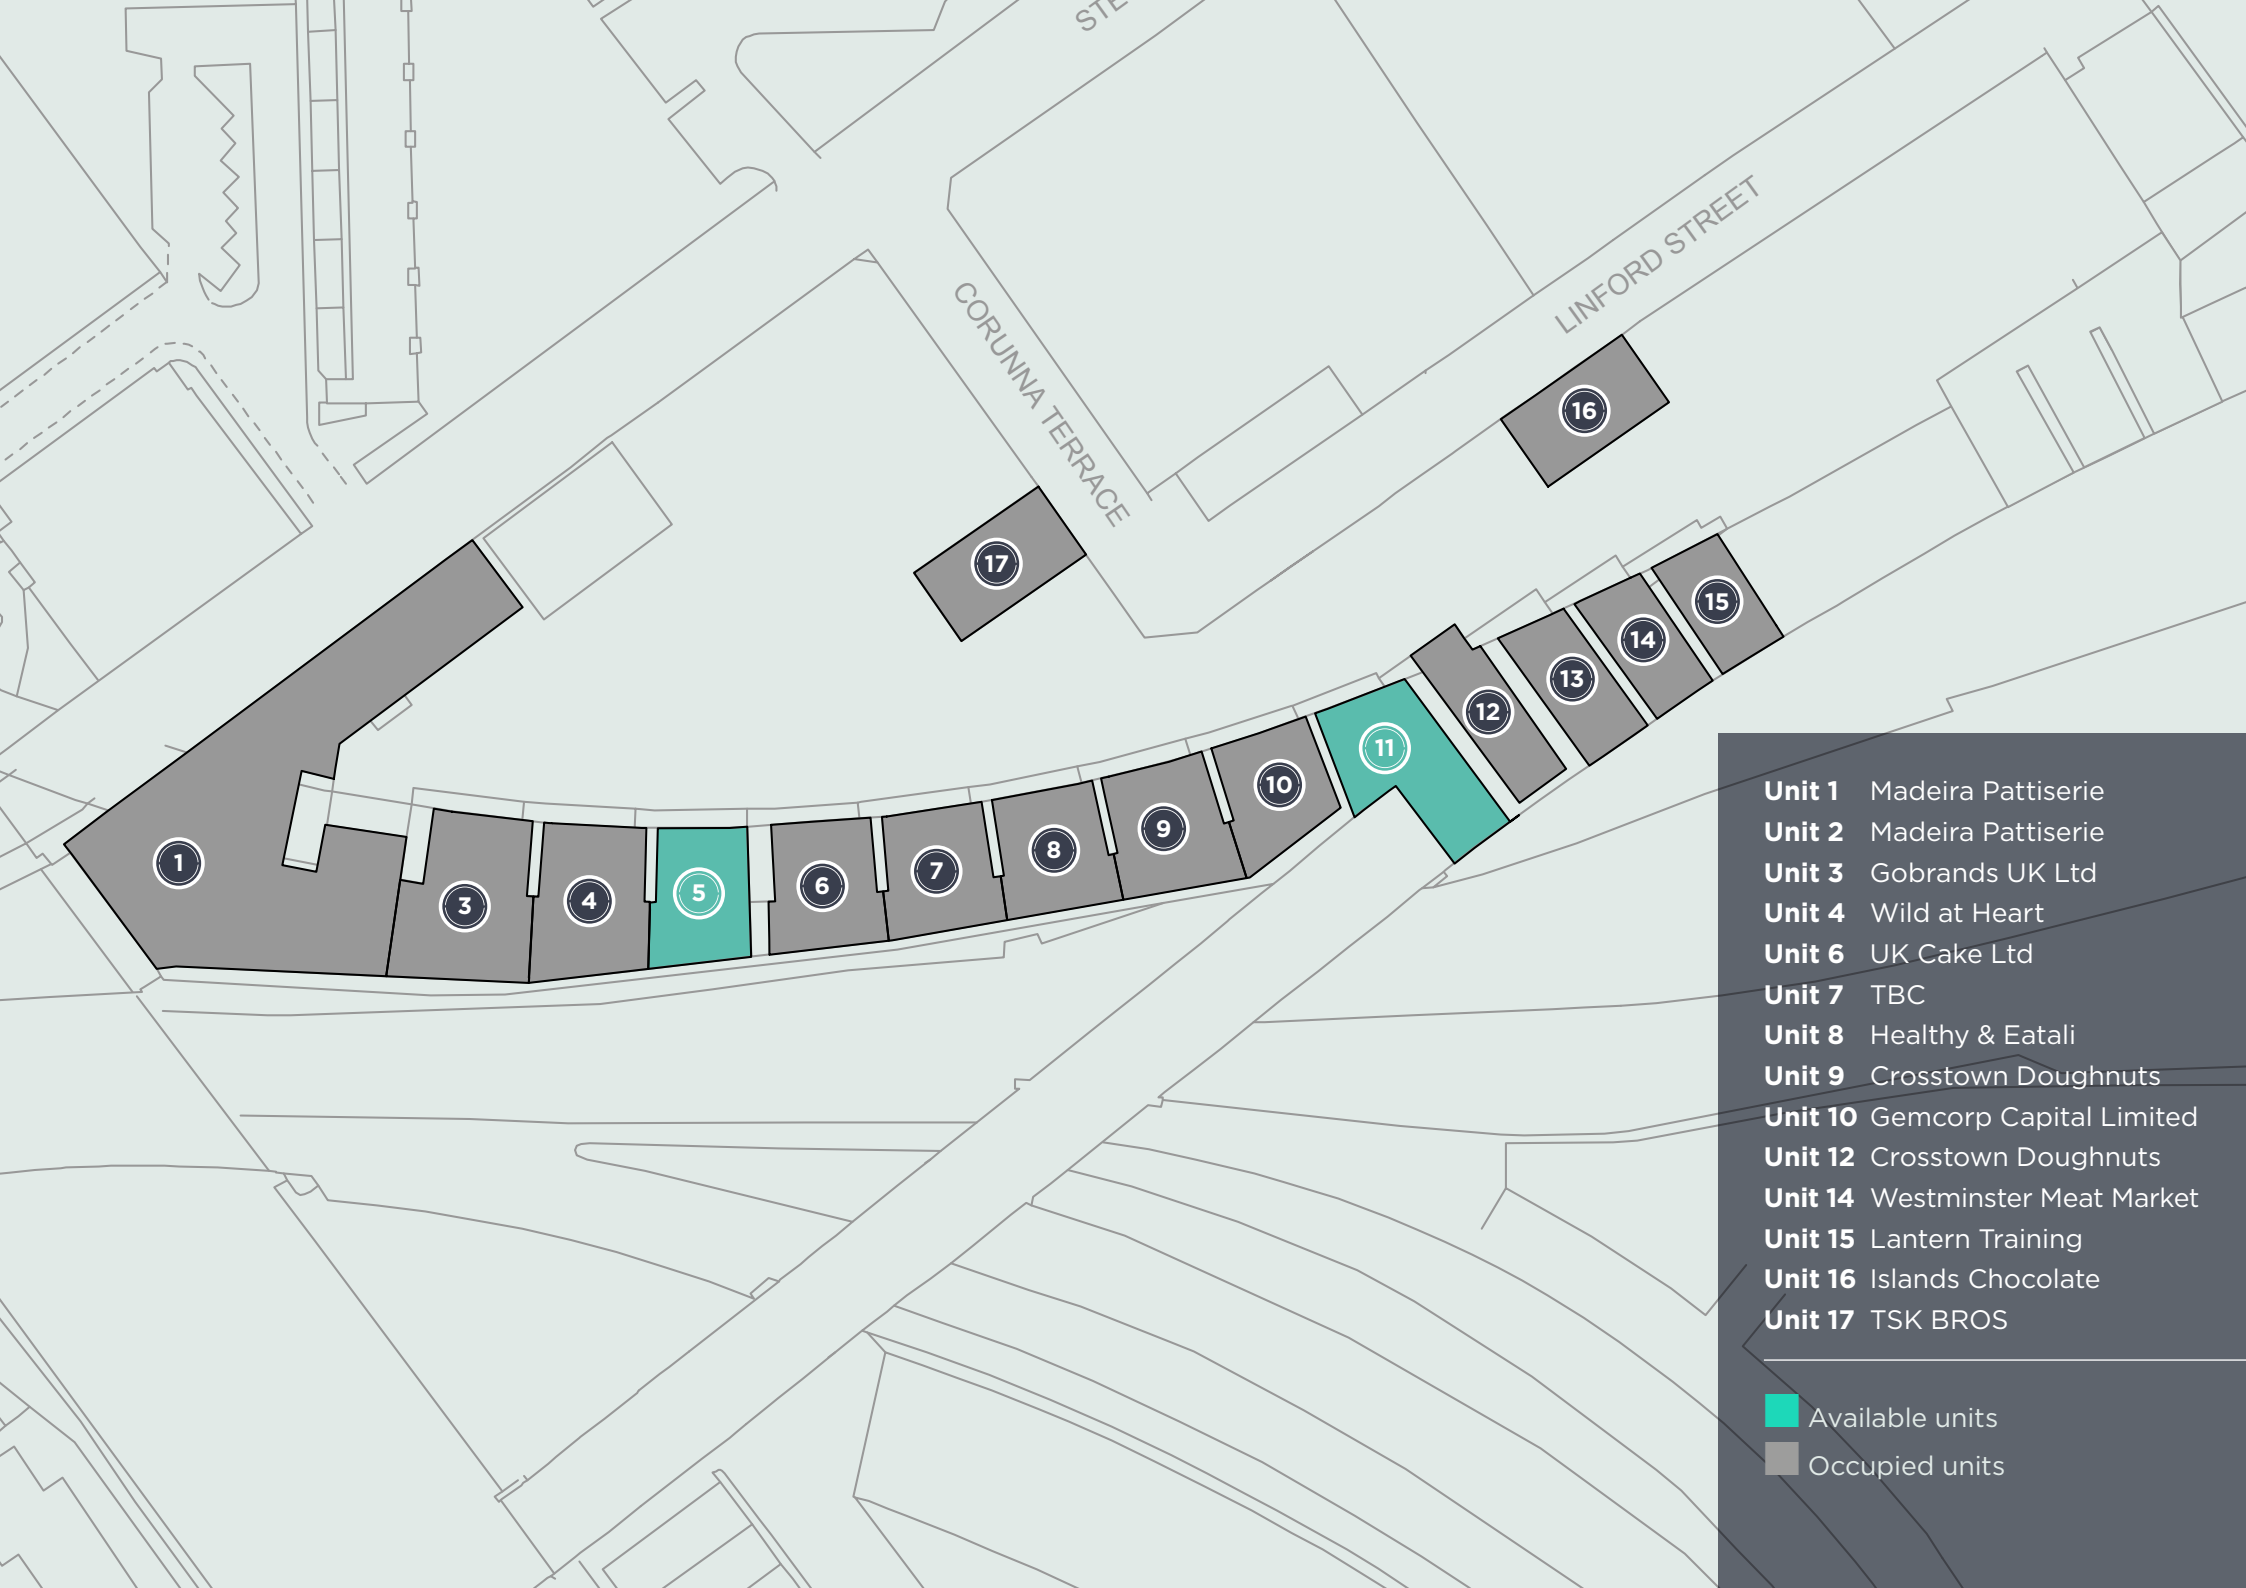 STE
LINFORD STREET
CORUNNA TERRACE
16
17
15
14
13
12
11
10
9
8
7
6
5
4
3
1
Unit 1 Madeira Pattiserie
Unit 2 Madeira Pattiserie
Unit 3 Gobrands UK Ltd
Unit 4 Wild at Heart
Unit 6 UK Cake Ltd
Unit 7 TBC
Unit 8 Healthy & Eatali
Unit 9 Crosstown Doughnuts
Unit 10 Gemcorp Capital Limited
Unit 12 Crosstown Doughnuts
Unit 14 Westminster Meat Market
Unit 15 Lantern Training
Unit 16 Islands Chocolate
Unit 17 TSK BROS
Available units
Occupied units